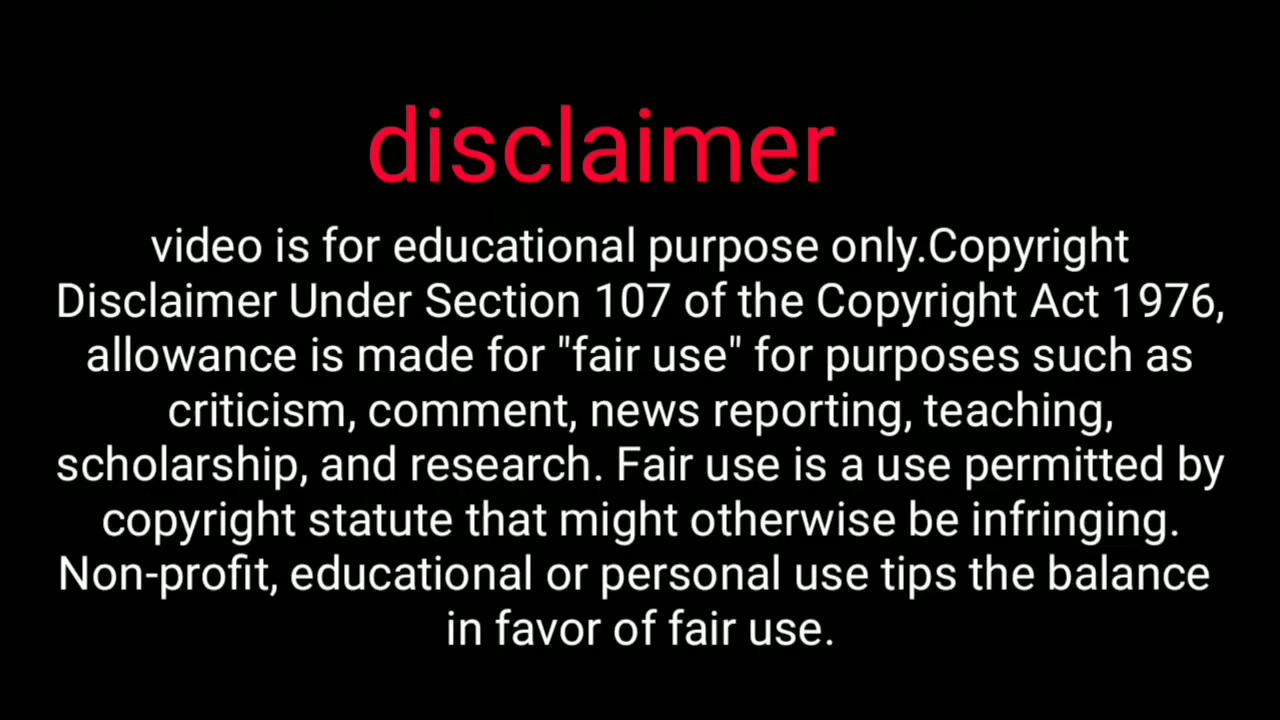 disclaimer
video is for educational purpose only.Copyright
Disclaimer Under Section 107 of the Copyright Act 1976,
allowance is made for "fair use" for purposes such as
criticism, comment, news reporting, teaching,
scholarship, and research. Fair use is a use permitted by
copyright statute that might otherwise be infringing.
Non-profit, educational or personal use tips the balance
in favor of fair use.